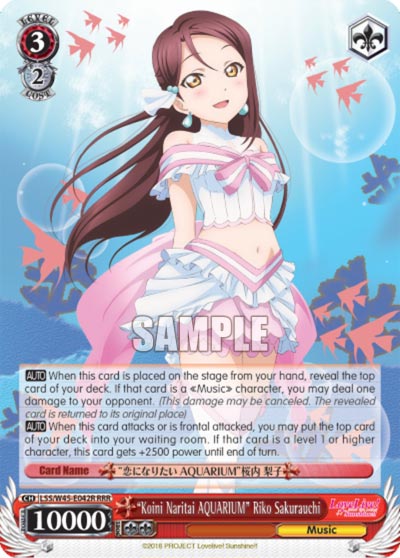 LEVEL
3
2
COST
SAMPLE
AUTO When this card is placed on the stage from your hand, reveal the top
card of your deck. If that card is a «Music» character, you may deal one
damage to your opponent. (This damage may be canceled. The revealed
card is returned to its original place)
AUTO When this card attacks or is frontal attacked, you may put the top
card of your deck into your waiting room. If that card is a level 1 or higher
character, this card gets +2500 power until end of turn.
Card Name
“恋になりたい AQUARIUM”桜内 梨子
CH LSS/W45-E042R RRR
“Koini Naritai AQUARIUM” Riko Sakurauchi
LoveLive!
10000
Music
©2016 PROJECT Lovelive! Sunshine!!